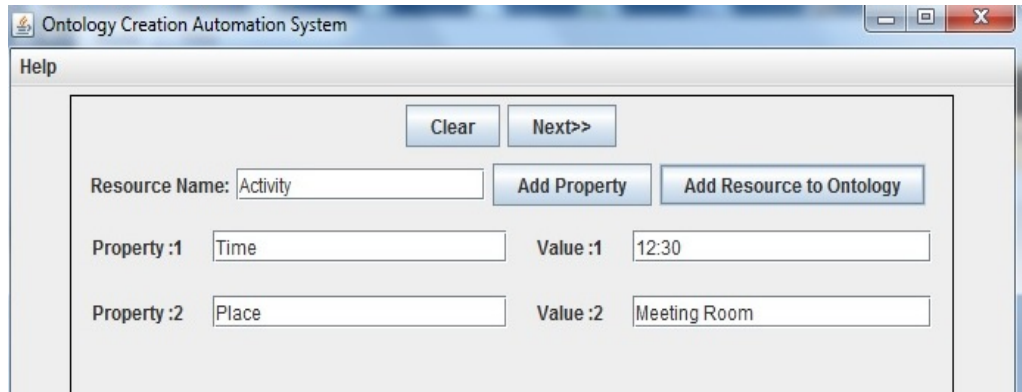 Ontology Creation Automation System
Help
Clear Next>>
Resource Name: Activity Add Property Add Resource to Ontology
Property :1 Time Value :1 12:30
Property :2 Place Value :2 Meeting Room